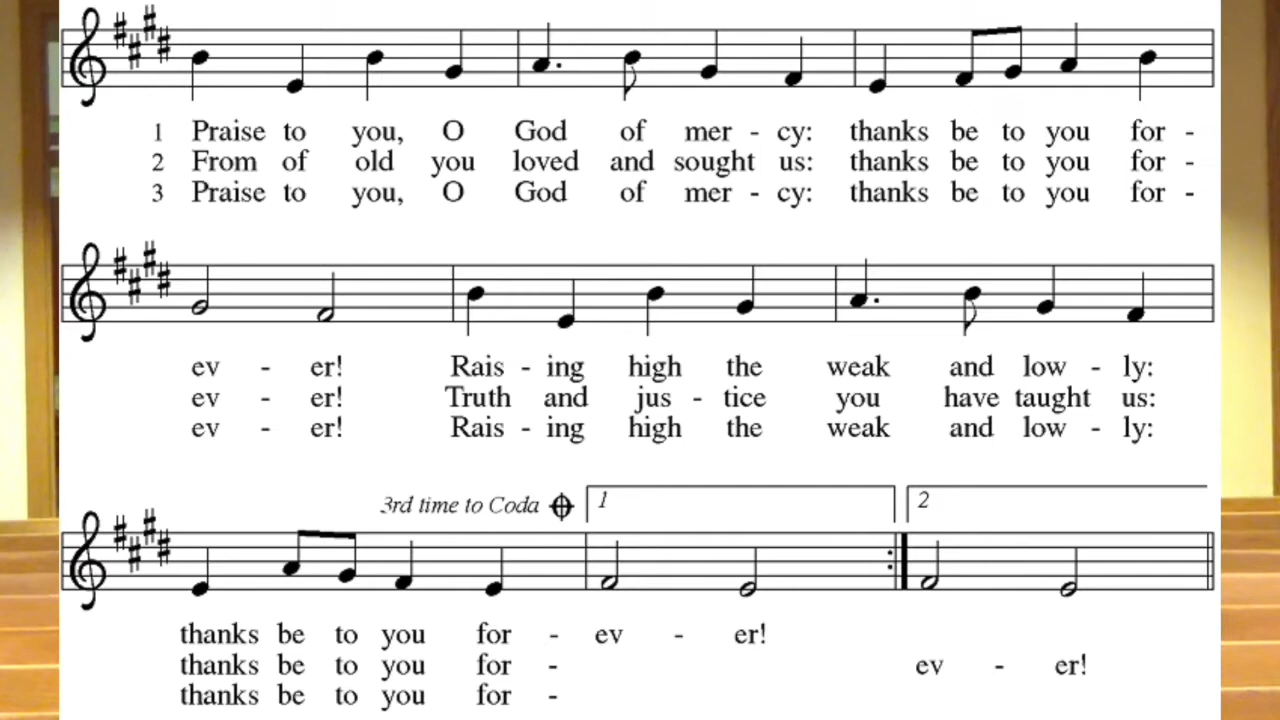 1 Praise to you, O God of mer - cy: thanks be to you for -
2 From of old you loved and sought us: thanks be to you for -
3 Praise to you, O God of mer - cy: thanks be to you for -
ev - er! Rais - ing high the weak and low - ly:
ev - er! Truth and jus - tice you have taught us:
ev - er! Rais - ing high the weak and low - ly:
3rd time to Coda 1 2
thanks be to you for - ev - er!
thanks be to you for - ev - er!
thanks be to you for -